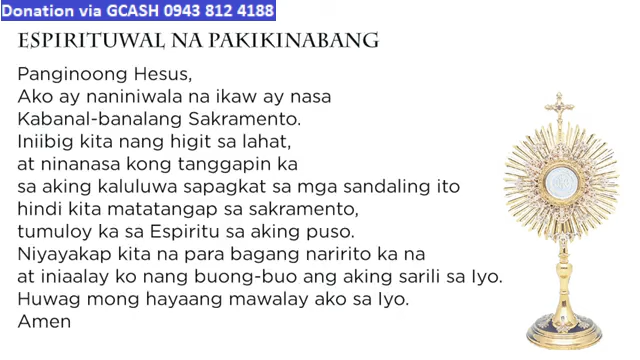 Donation via GCASH 0943 812 4188
ESPIRITUWAL NA PAKIKINABANG
Panginoong Hesus,
Ako ay naniniwala na ikaw ay nasa
Kabanal-banalang Sakramento.
Iniibig kita nang higit sa lahat,
at ninanasa kong tanggapin ka
sa aking kaluluwa sapagkat sa mga sandaling ito
hindi kita matatangap sa sakramento,
tumuloy ka sa Espiritu sa aking puso.
Niyayakap kita na para bagang naririto ka na
at iniaalay ko nang buong-buo ang aking sarili sa Iyo.
Huwag mong hayaang mawalay ako sa Iyo.
Amen